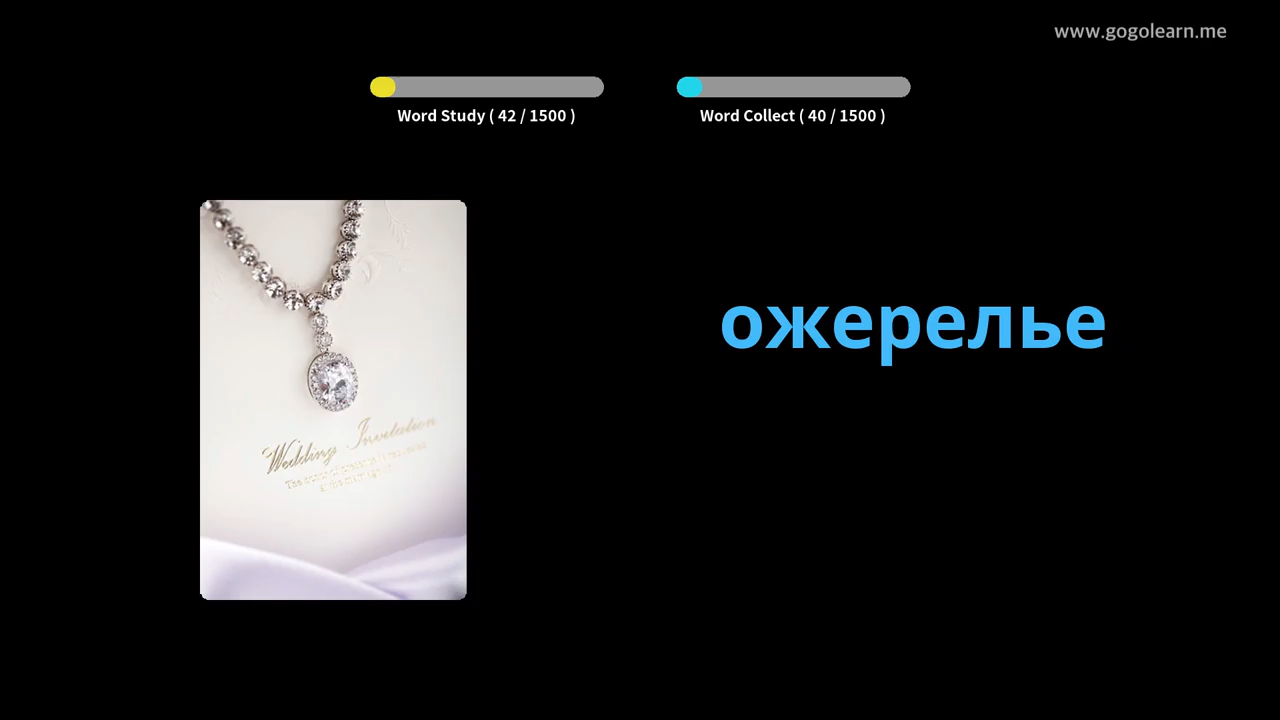 www.gogolearn.me
Word Study ( 42 / 1500 )
Word Collect ( 40 / 1500 )
ожерелье
Wedding Invitation